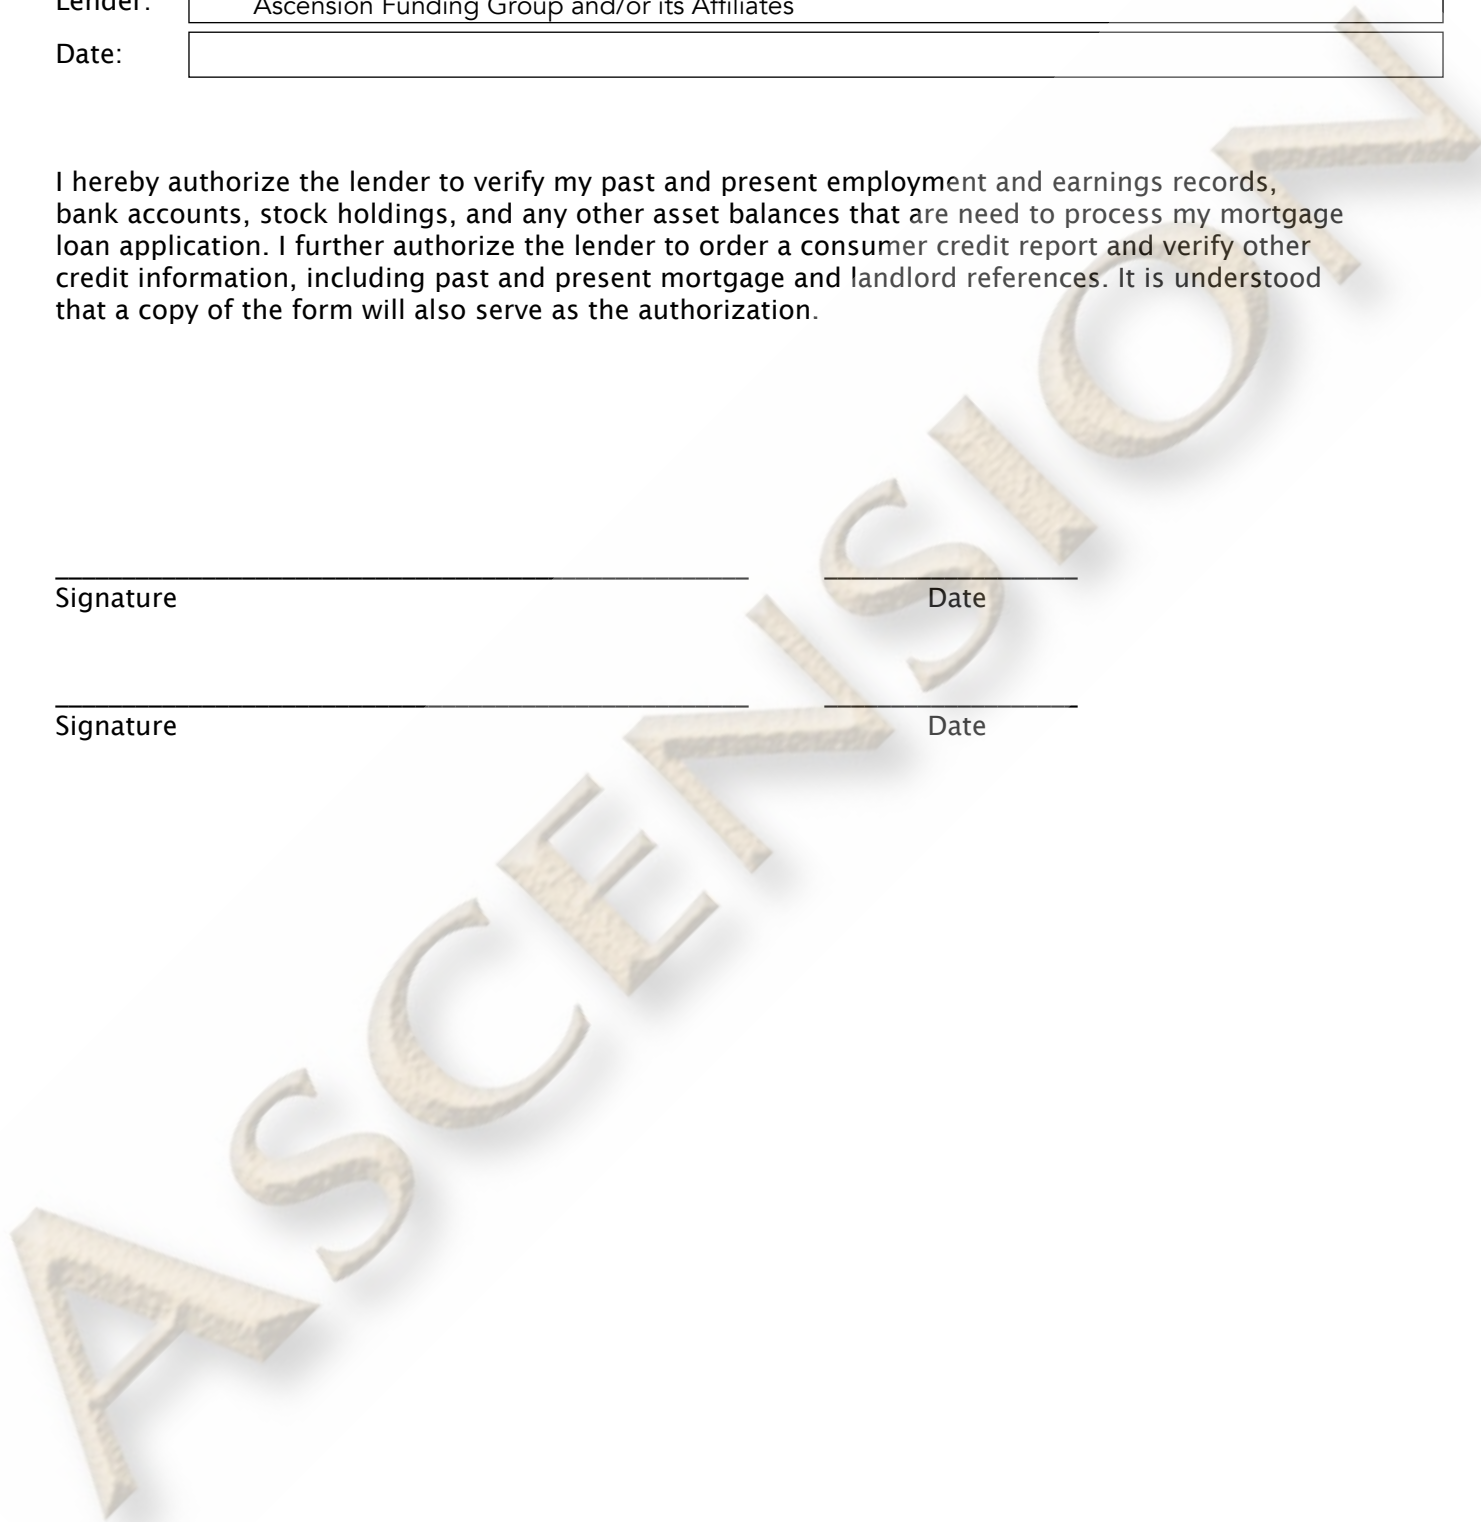 Lender: Ascension Funding Group and/or its Affiliates
Date:
I hereby authorize the lender to verify my past and present employment and earnings records,
bank accounts, stock holdings, and any other asset balances that are need to process my mortgage
loan application. I further authorize the lender to order a consumer credit report and verify other
credit information, including past and present mortgage and landlord references. It is understood
that a copy of the form will also serve as the authorization.
Signature Date
Signature Date
ASCENSION